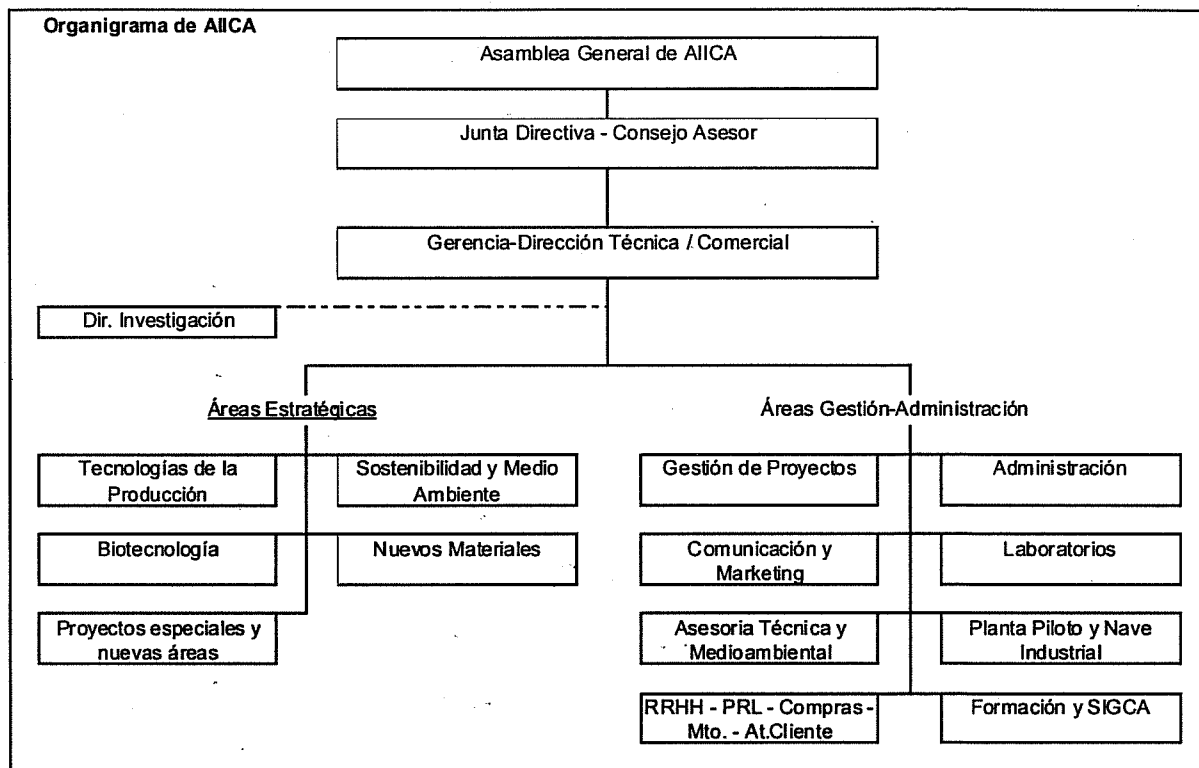 Organigrama de AIICA
Asamblea General de AIICA
Junta Directiva - Consejo Asesor
Gerencia-Dirección Técnica / Comercial
Dir. Investigación
Áreas Estratégicas
Áreas Gestión-Administración
Tecnologías de la
Producción
Sostenibilidad y Medio
Ambiente
Gestión de Proyectos
Administración
Biotecnología
Nuevos Materiales
Comunicación y
Marketing
Laboratorios
Proyectos especiales y
nuevas áreas
Asesoria Técnica y
Medioambiental
Planta Piloto y Nave
Industrial
RRHH - PRL - Compras -
Mto. - At.Cliente
Formación y SIGCA